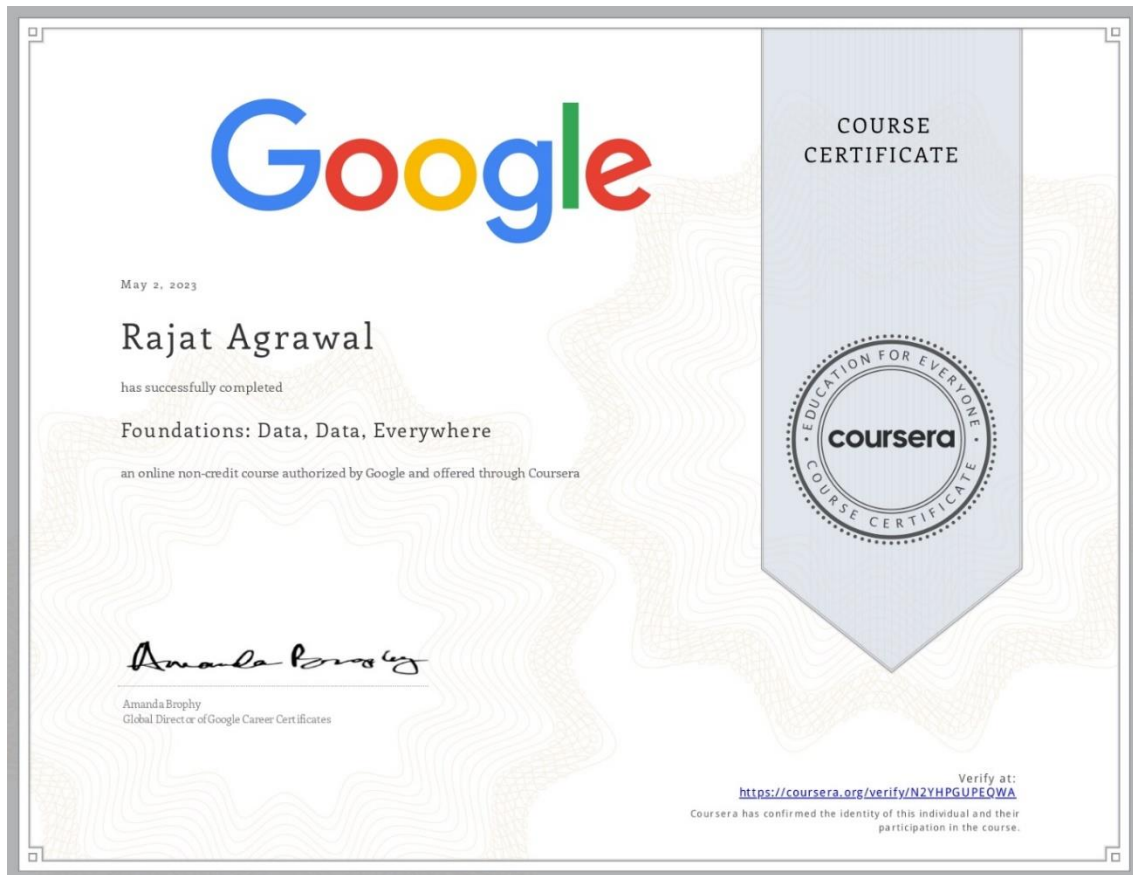 Google
COURSE
CERTIFICATE
May 2, 2023
Rajat Agrawal
has successfully completed
Foundations: Data, Data, Everywhere
an online non-credit course authorized by Google and offered through Coursera
EDUCATION FOR EVERYONE
coursera
COURSE CERTIFICATE
Amanda Brophy
Amanda Brophy
Global Director of Google Career Certificates
Verify at:
https://coursera.org/verify/N2YHPGUPEQWA
Coursera has confirmed the identity of this individual and their
participation in the course.